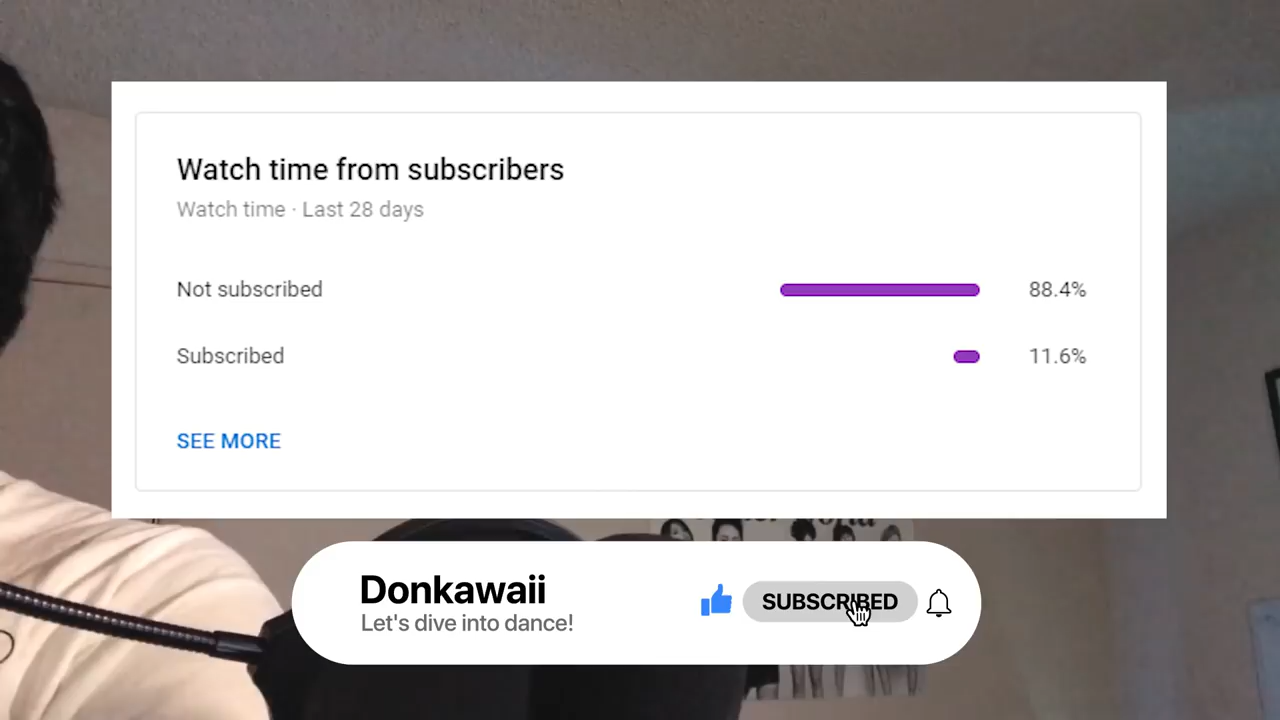 Watch time from subscribers
Watch time · Last 28 days
Not subscribed 88.4%
Subscribed 11.6%
SEE MORE
Donkawaii
Let's dive into dance!
SUBSCRIBED